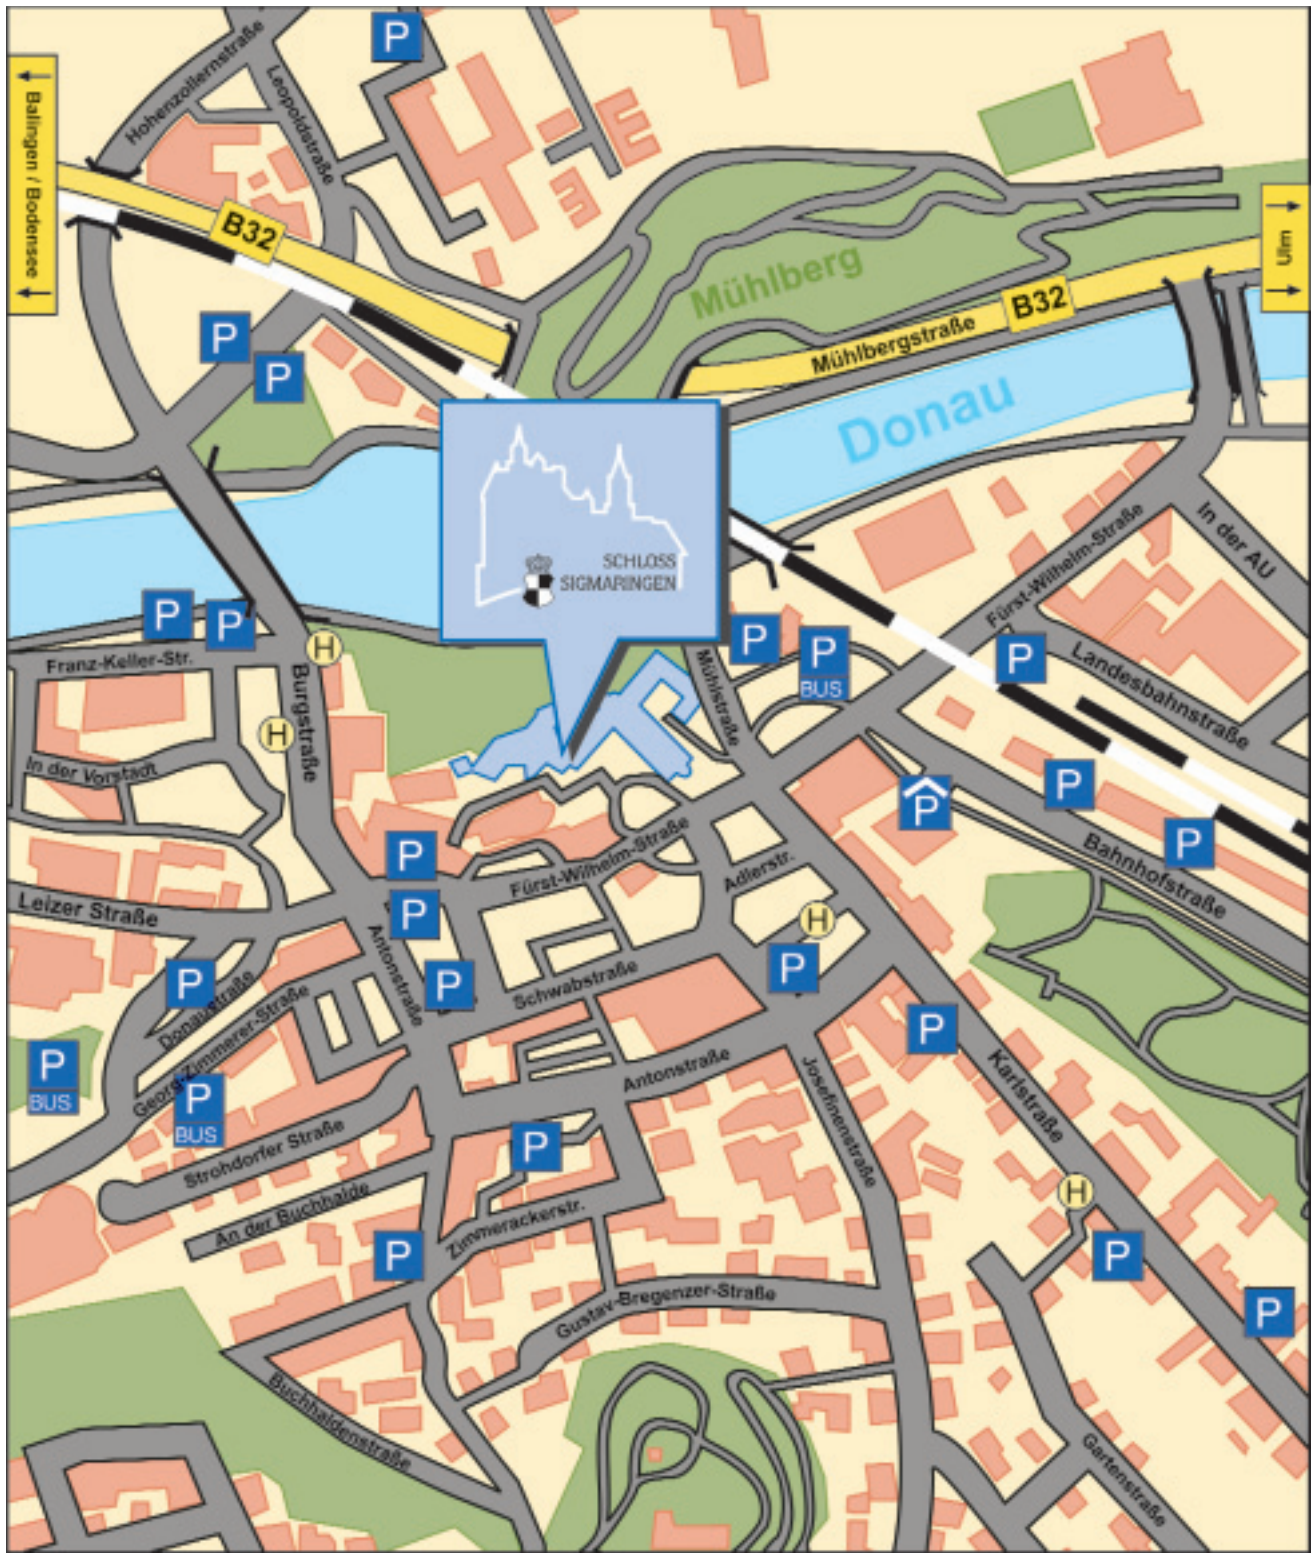 P
Hohenzollernstraße
Leopoldstraße
Balingen / Bodensee
B32
Ulm
Mühlberg
B32
Mühlbergstraße
P
P
Donau
SCHLOSS
SIGMARINGEN
In der AU
Fürst-Wilhelm-Straße
P
P
H
P
P
BUS
P
Franz-Keller-Str.
Burgstraße
Mühlstraße
Landesbahnstraße
H
In der Vorstadt
P
P
P
Bahnhofstraße
P
Fürst-Wilhelm-Straße
Adlerstr.
Leizer Straße
P
H
Antonstraße
P
P
Schwabstraße
P
Donaustraße
Georg-Zimmerer-Straße
P
P
BUS
P
BUS
Antonstraße
Josefinenstraße
Karlstraße
Strohdorfer Straße
P
An der Buchhalde
Zimmerackerstr.
H
P
P
P
Gustav-Bregenzer-Straße
Buchhaldenstraße
Gartenstraße